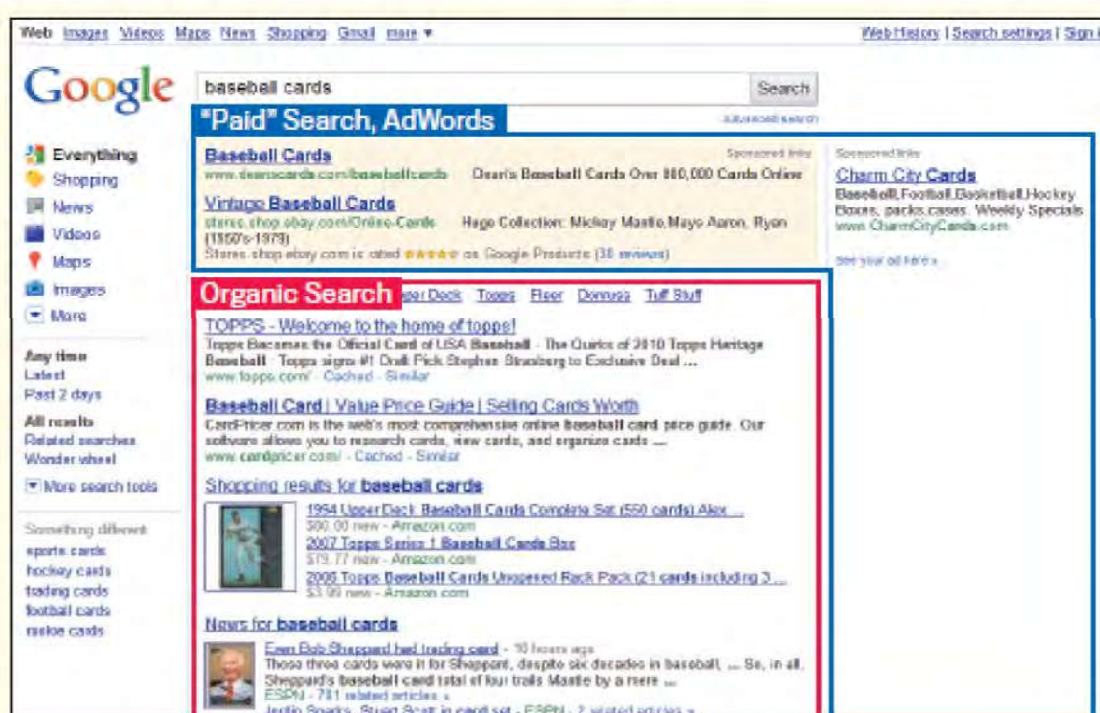 Web Images Videos Maps News Shopping Gmail more ▼
Web History | Search settings | Sign i
Google
baseball cards
Search
Advanced search
"Paid" Search, AdWords
Everything
Shopping
News
Videos
Maps
Images
More
Any time
Latest
Past 2 days
All results
Related searches
Wonder wheel
More search tools
Something different
sports cards
hockey cards
trading cards
football cards
rookie cards
Baseball Cards
Sponsored links
www.deanscards.com/baseballcards Dean's Baseball Cards Over 880,000 Cards Online
Vintage Baseball Cards
stores.shop.ebay.com/Online-Cards Huge Collection: Mickey Mantle, Mays Aaron, Ryan
(1950's-1979)
Stores.shop.ebay.com is rated ★★★★★ on Google Products (30 reviews)
Sponsored links
Charm City Cards
Baseball,Football,Basketball,Hockey
Boxes, packs,cases. Weekly Specials
www.CharmCityCards.com
See your ad here »
Organic Search
per Deck Topps Fleer Donruss Tuff Stuff
TOPPS - Welcome to the home of topps!
Topps Becomes the Official Card of USA Baseball · The Quirks of 2010 Topps Heritage
Baseball · Topps signs #1 Draft Pick Stephen Strasberg to Exclusive Deal ...
www.topps.com/ - Cached - Similar
Baseball Card | Value Price Guide | Selling Cards Worth
CardPricer.com is the web's most comprehensive online baseball card price guide. Our
software allows you to research cards, view cards, and organize cards ...
www.cardpricer.com/ - Cached - Similar
Shopping results for baseball cards
1994 Upper Deck Baseball Cards Complete Set (550 cards) Alex ...
new - Amazon.com
2007 Topps Series 1 Baseball Cards Box
$79.77 new - Amazon.com
2006 Topps Baseball Cards Unopened Rack Pack (21 cards including 3 ...
$3.99 new - Amazon.com
News for baseball cards
Even Bob Sheppard had trading card - 10 hours ago
Those three cards were it for Sheppard, despite six decades in baseball, ... So, in all,
Sheppard's baseball card total of four trails Mantle by a mere ...
ESPN - 781 related articles »
Justin Sparks, Stuart Scott in card set - ESPN - 2 related articles »